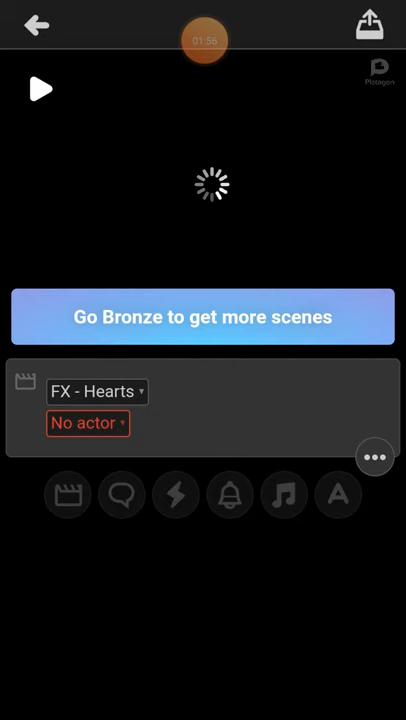 01:56
Plotagon
Go Bronze to get more scenes
FX - Hearts
No actor
A